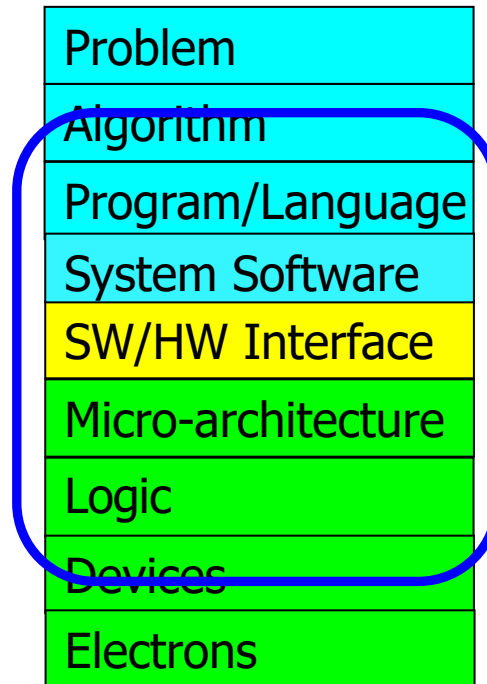 Problem
Algorithm
Program/Language
System Software
SW/HW Interface
Micro-architecture
Logic
Devices
Electrons